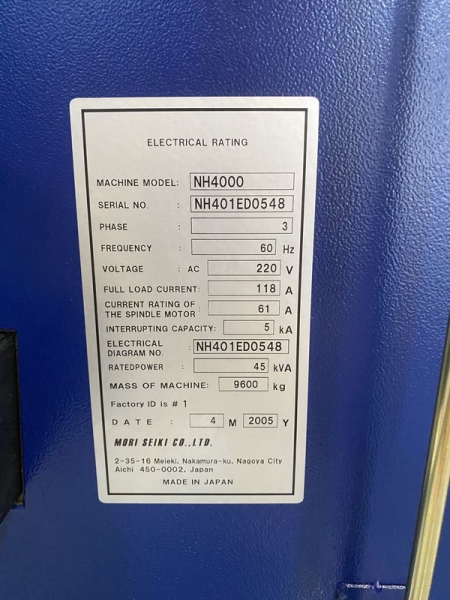 ELECTRICAL RATING
MACHINE MODEL: NH4000
SERIAL NO. : NH401ED0548
PHASE : 3
FREQUENCY : 60 Hz
VOLTAGE : AC 220 V
FULL LOAD CURRENT: 118 A
CURRENT RATING OF
THE SPINDLE MOTOR : 61 A
INTERRUPTING CAPACITY: 5 kA
ELECTRICAL
DIAGRAM NO. : NH401ED0548
RATEDPOWER : 45 kVA
MASS OF MACHINE: 9600 kg
Factory ID is # 1
DATE : 4 M 2005 Y
MORI SEIKI CO.,LTD.
2-35-16 Meieki, Nakamura-ku, Nagoya City
Aichi 450-0002, Japan
MADE IN JAPAN